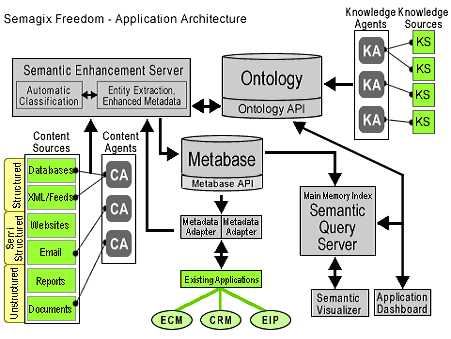 Semagix Freedom - Application Architecture
Knowledge
Agents
Knowledge
Sources
KA
KA
KA
KS
KS
KS
KS
Semantic Enhancement Server
Automatic
Classification
Entity Extraction,
Enhanced Metadata
Ontology
Ontology API
Content
Sources
Content
Agents
Structured
Semi
Structured
Unstructured
Databases
XML/Feeds
Websites
Email
Reports
Documents
CA
CA
CA
Metabase
Metabase API
Metadata
Adapter
Metadata
Adapter
Existing Applications
ECM
CRM
EIP
Main Memory Index
Semantic
Query
Server
Semantic
Visualizer
Application
Dashboard